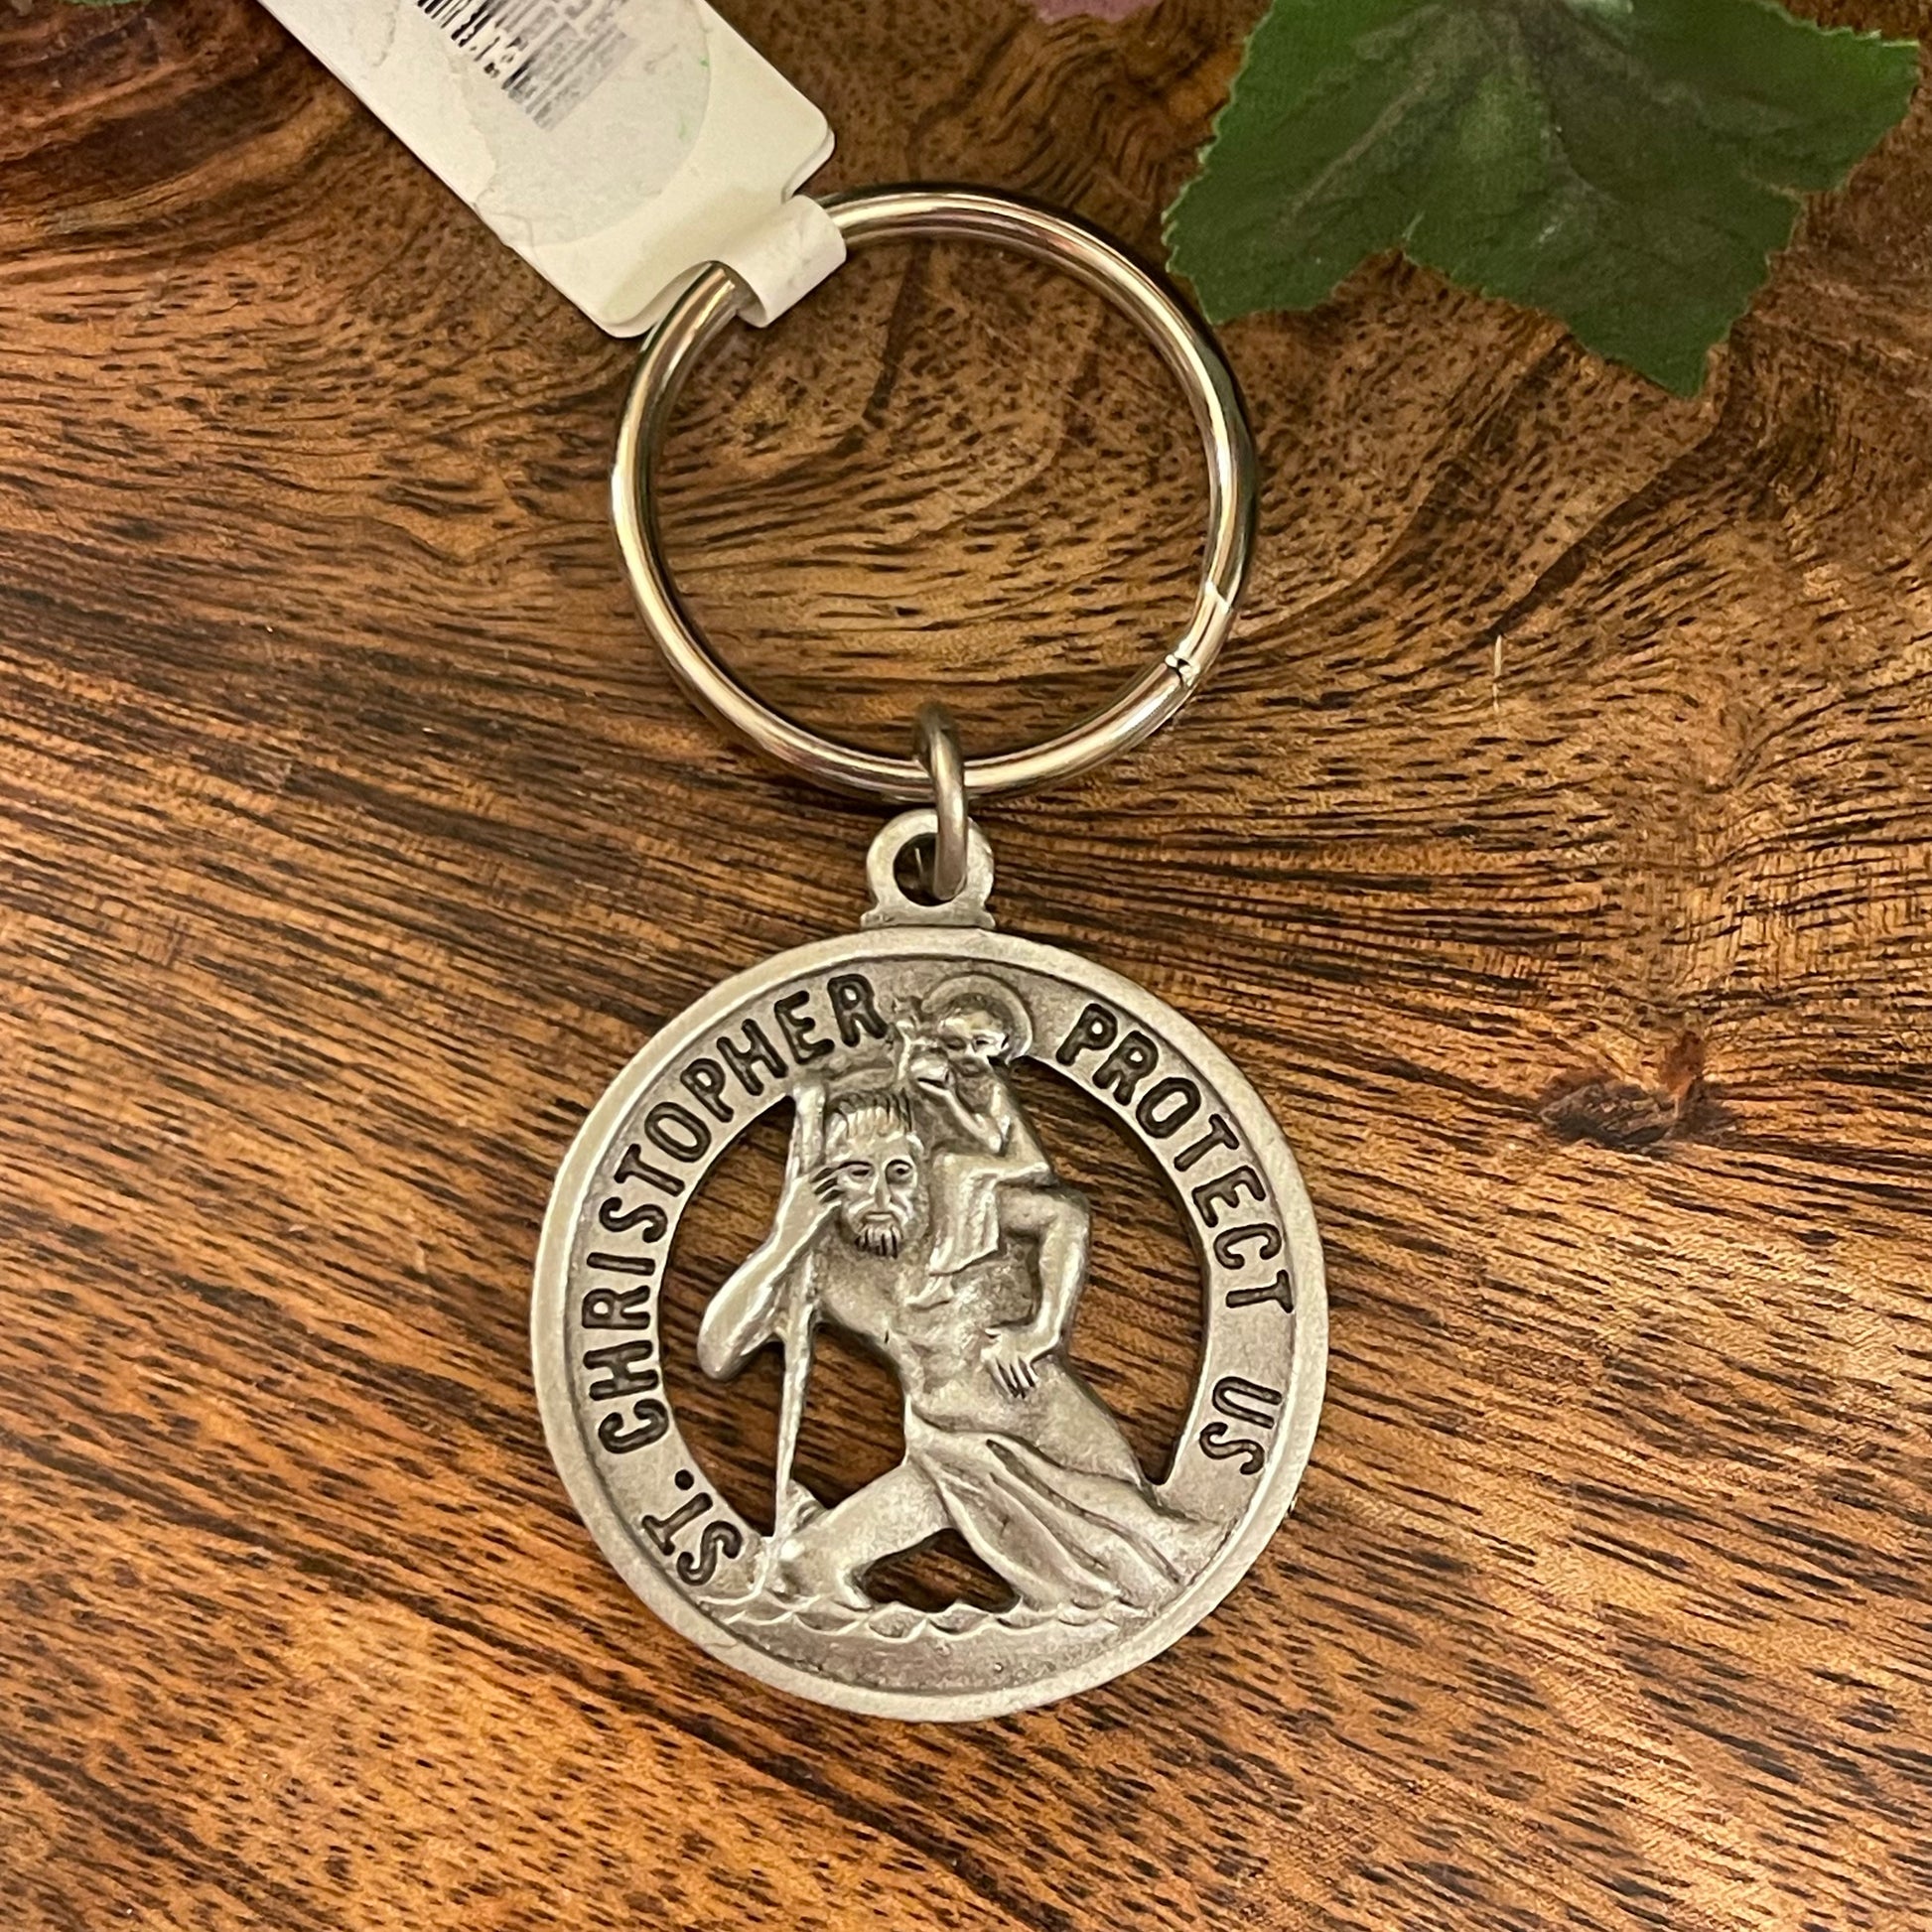 ST. CHRISTOPHER PROTECT US